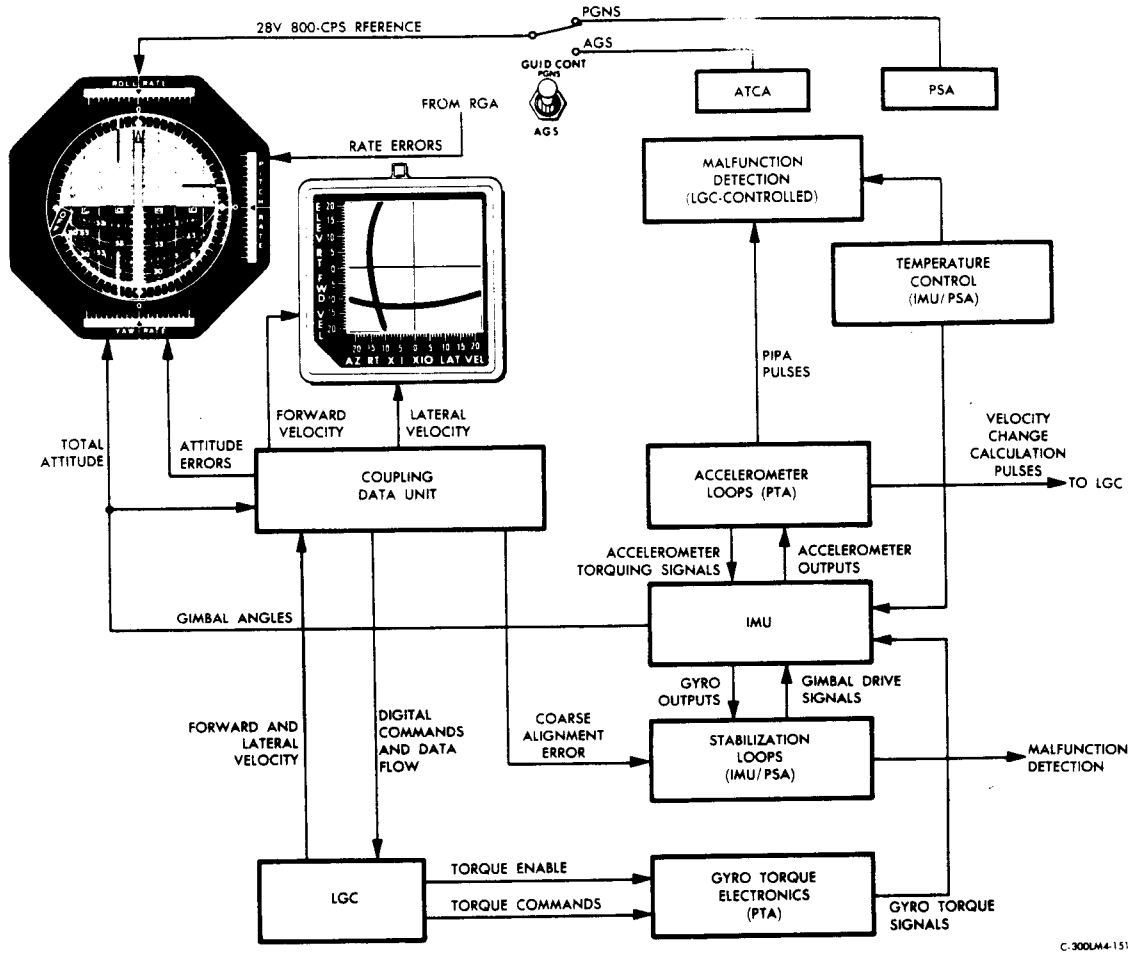 PGNS
28V 800-CPS RFERENCE
AGS
GUID CONT
PGNS
AGS
ATCA
PSA
ROLL RATE
FROM RGA
RATE ERRORS
PITCH RATE
YAW RATE
MALFUNCTION
DETECTION
(LGC-CONTROLLED)
TEMPERATURE
CONTROL
(IMU/PSA)
ELEV RT FWD VEL
20
15
10
5
0
5
10
15
20
20 15 10 5 0 5 10 15 20
AZ RT X I X10 LAT VEL
PIPA
PULSES
FORWARD
VELOCITY
LATERAL
VELOCITY
TOTAL
ATTITUDE
ATTITUDE
ERRORS
COUPLING
DATA UNIT
ACCELEROMETER
LOOPS (PTA)
VELOCITY
CHANGE
CALCULATION
PULSES
TO LGC
ACCELEROMETER
TORQUING SIGNALS
ACCELEROMETER
OUTPUTS
GIMBAL ANGLES
IMU
GYRO
OUTPUTS
GIMBAL DRIVE
SIGNALS
FORWARD AND
LATERAL
VELOCITY
DIGITAL
COMMANDS
AND DATA
FLOW
COARSE
ALIGNMENT
ERROR
STABILIZATION
LOOPS
(IMU/PSA)
MALFUNCTION
DETECTION
LGC
TORQUE ENABLE
TORQUE COMMANDS
GYRO TORQUE
ELECTRONICS
(PTA)
GYRO TORQUE
SIGNALS
C-300LM4-151